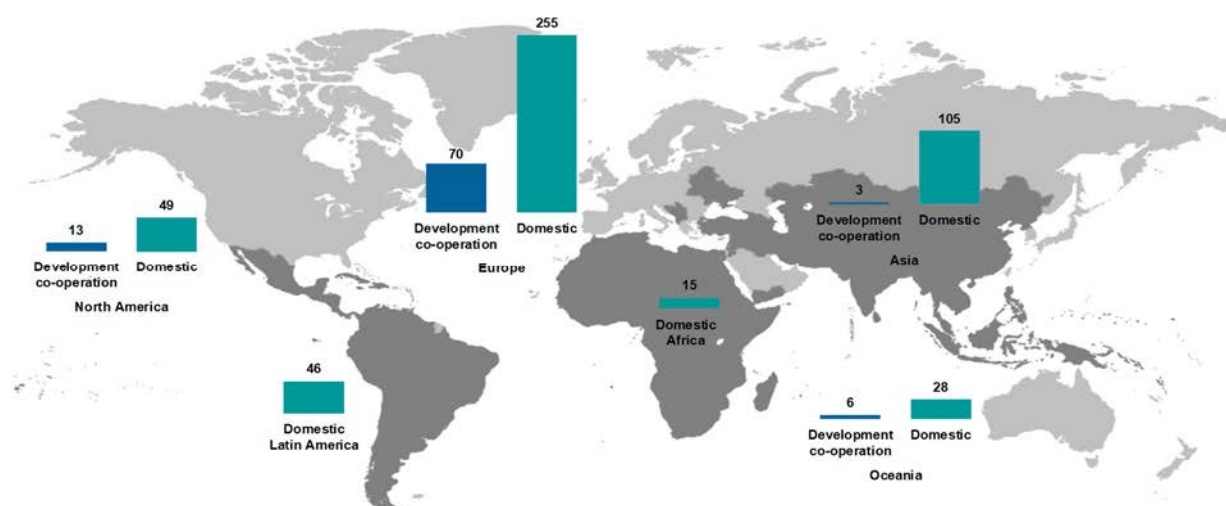 255
70
Development
co-operation
Domestic
Europe
105
3
Development
co-operation
Domestic
Asia
13
49
Development
co-operation
Domestic
North America
15
Domestic
Africa
46
Domestic
Latin America
6
28
Development
co-operation
Domestic
Oceania